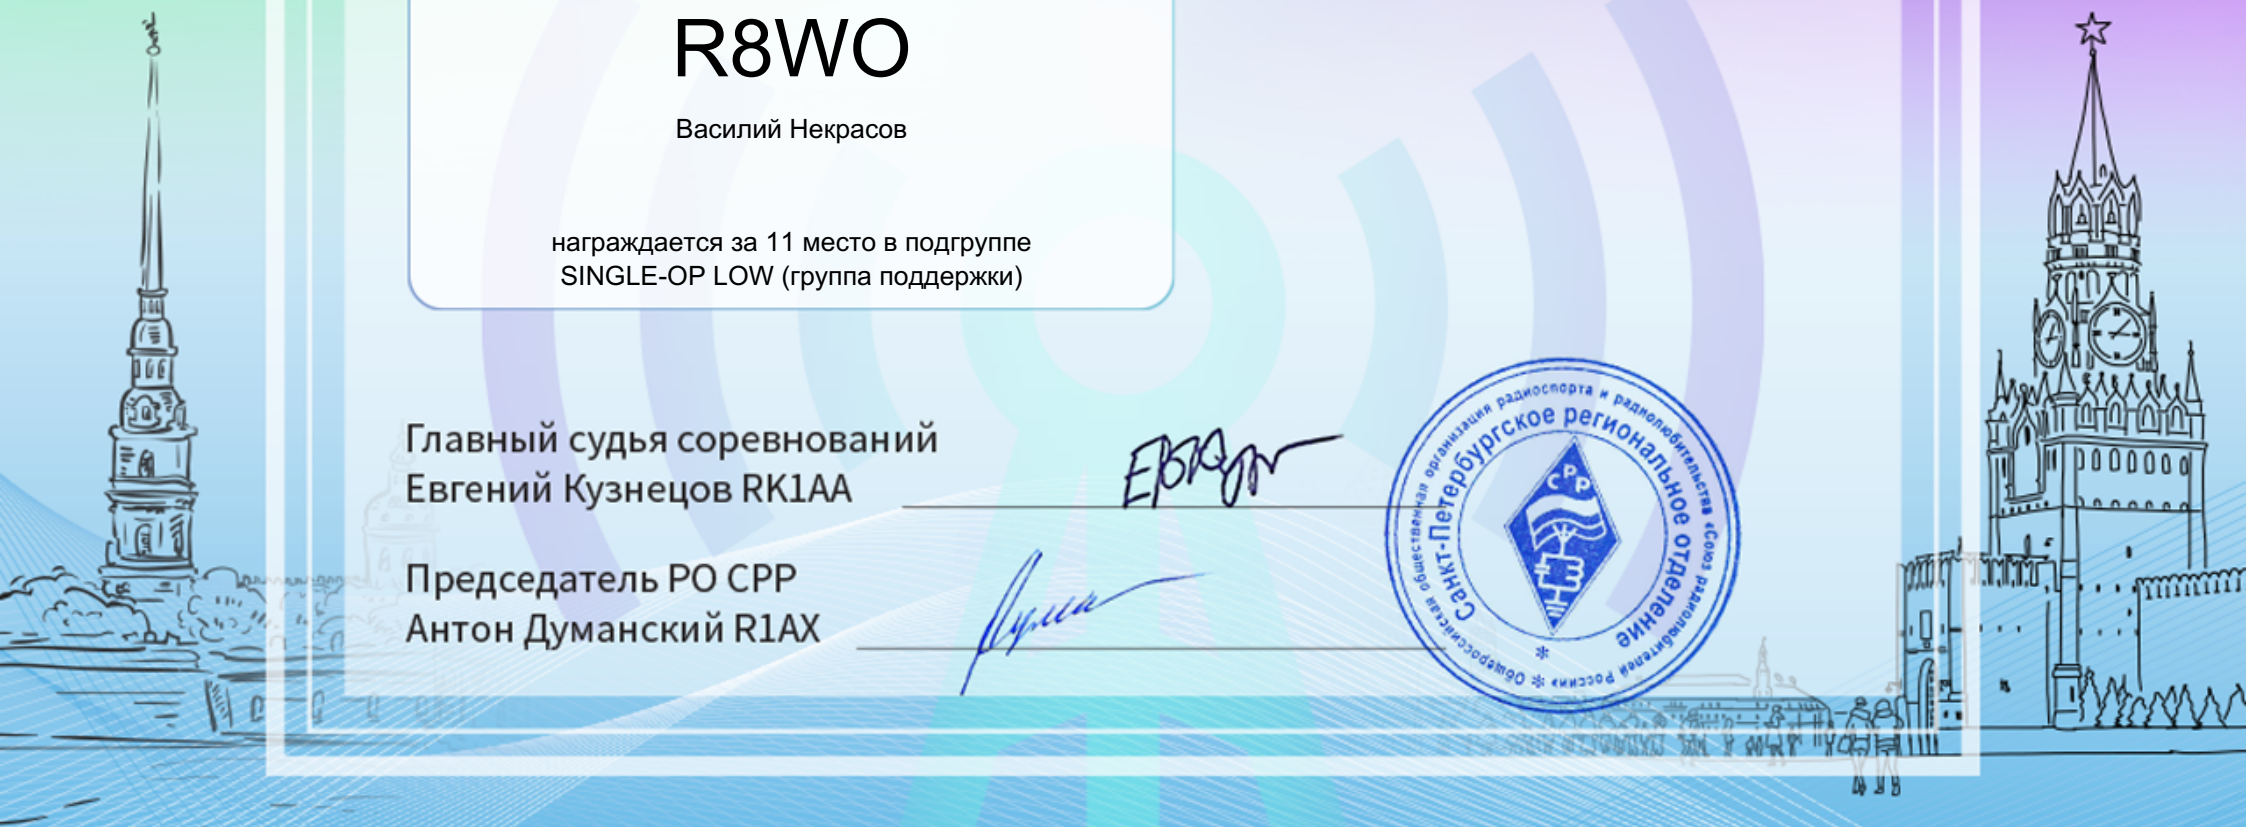 R8WO
Василий Некрасов
награждается за 11 место в подгруппе
SINGLE-OP LOW (группа поддержки)
Главный судья соревнований
Евгений Кузнецов RK1AA
Председатель РО СРР
Антон Думанский R1AX
Общероссийская общественная организация радиоспорта и радиолюбительства «Союз радиолюбителей России»
Санкт-Петербургское региональное отделение
СРР